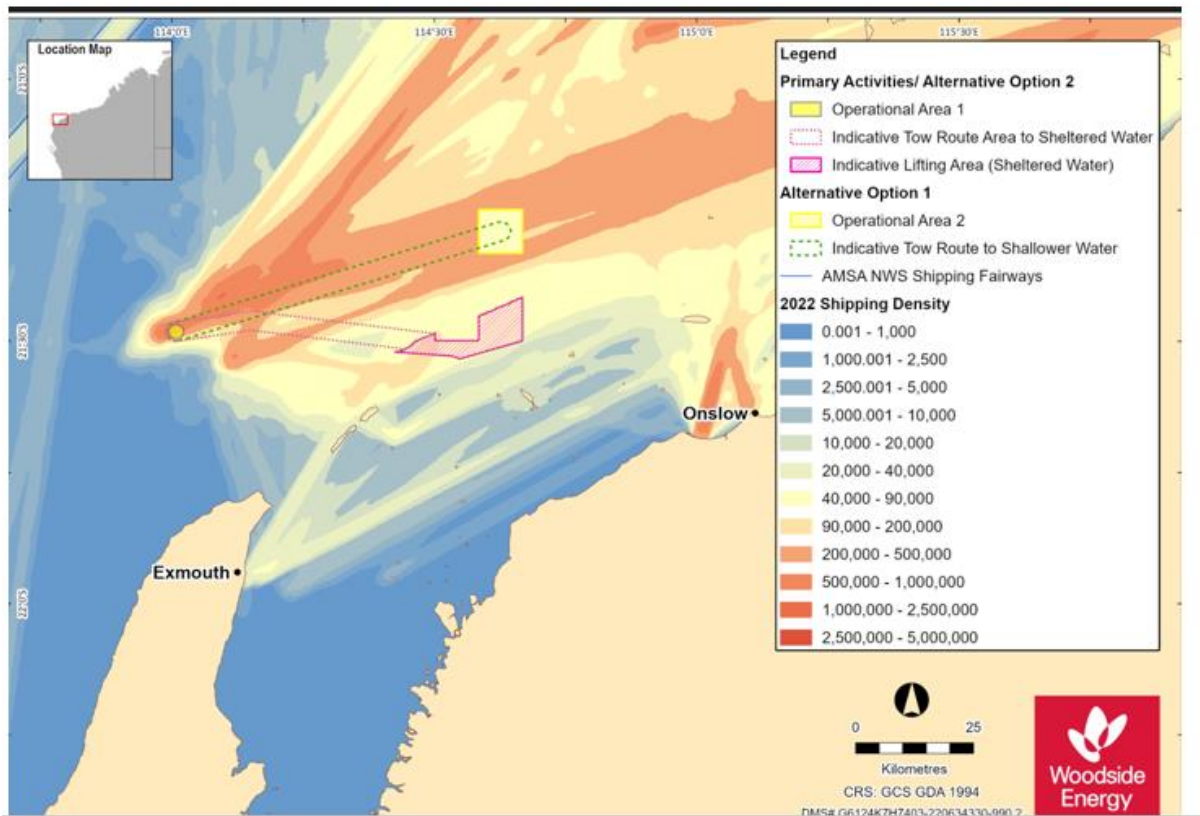 114°0'E
114°30'E
115°0'E
115°30'E
Location Map
21°0'S
21°30'S
22°0'S
Onslow
Exmouth
Legend
Primary Activities/ Alternative Option 2
Operational Area 1
Indicative Tow Route Area to Sheltered Water
Indicative Lifting Area (Sheltered Water)
Alternative Option 1
Operational Area 2
Indicative Tow Route to Shallower Water
AMSA NWS Shipping Fairways
2022 Shipping Density
0.001 - 1,000
1,000.001 - 2,500
2,500.001 - 5,000
5,000.001 - 10,000
10,000 - 20,000
20,000 - 40,000
40,000 - 90,000
90,000 - 200,000
200,000 - 500,000
500,000 - 1,000,000
1,000,000 - 2,500,000
2,500,000 - 5,000,000
0 25
Kilometres
CRS: GCS GDA 1994
Woodside
Energy